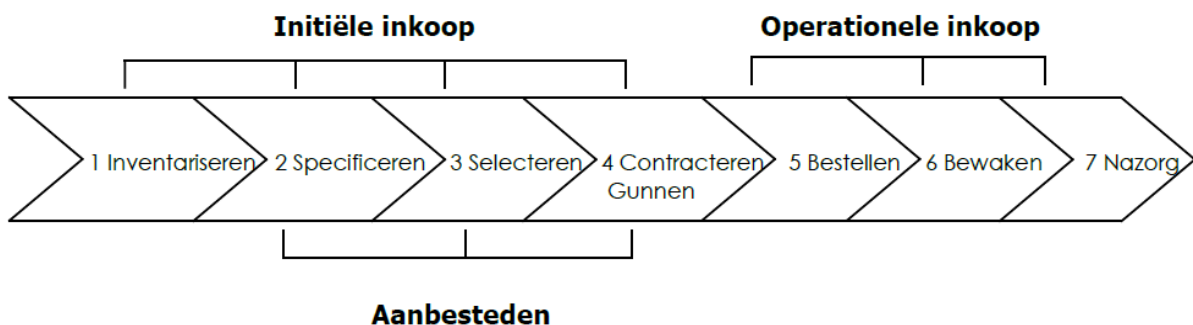 Initiële inkoop
Operationele inkoop
1 Inventariseren
2 Specificeren
3 Selecteren
4 Contracteren
Gunnen
5 Bestellen
6 Bewaken
7 Nazorg
Aanbesteden